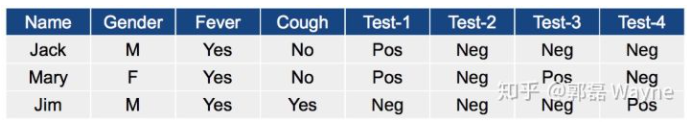 Name Gender Fever Cough Test-1 Test-2 Test-3 Test-4
Jack M Yes No Pos Neg Neg Neg
Mary F Yes No Pos Neg Pos Neg
Jim M Yes Yes Neg Neg Neg Pos
知乎 @郭磊 Wayne